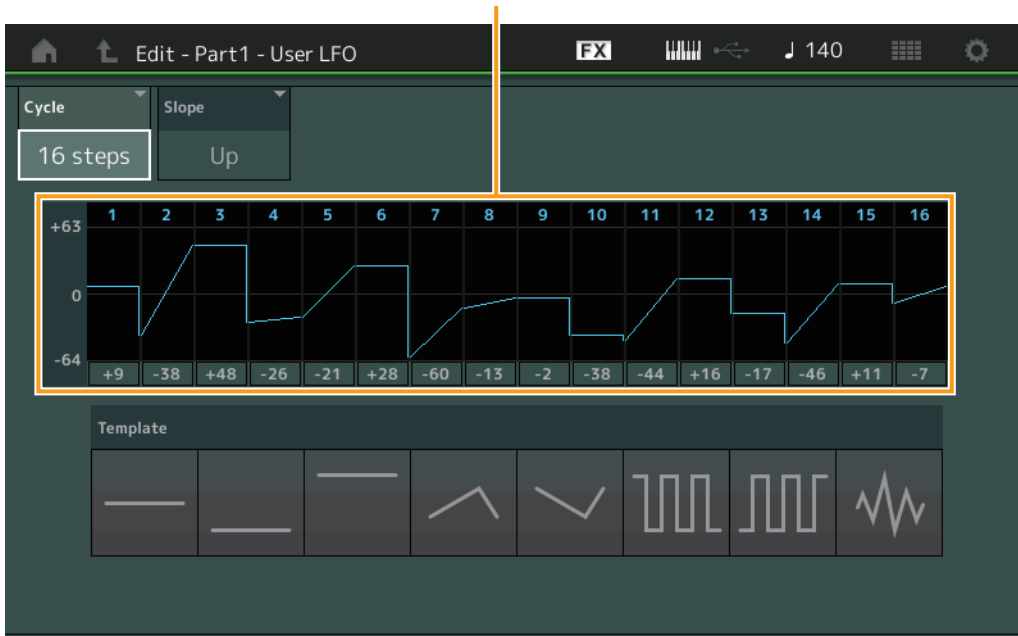 Edit - Part1 - User LFO FX ♩ 140
Cycle Slope
16 steps Up
1 2 3 4 5 6 7 8 9 10 11 12 13 14 15 16
+63
0
-64
+9 -38 +48 -26 -21 +28 -60 -13 -2 -38 -44 +16 -17 -46 +11 -7
Template